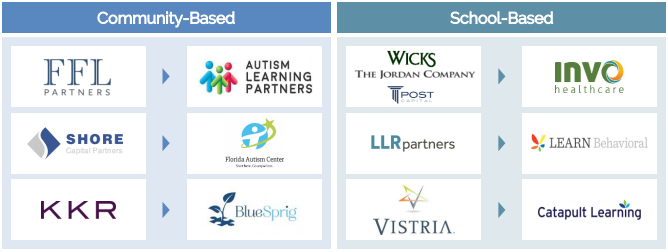 Community-Based
FFL
PARTNERS
AUTISM
LEARNING
PARTNERS
SHORE
Capital Partners
Florida Autism Center
KKR
BlueSprig
School-Based
WICKS
THE JORDAN COMPANY
POST
CAPITAL
INVO
healthcare
LLR partners
LEARN Behavioral
VISTRIA
Catapult Learning